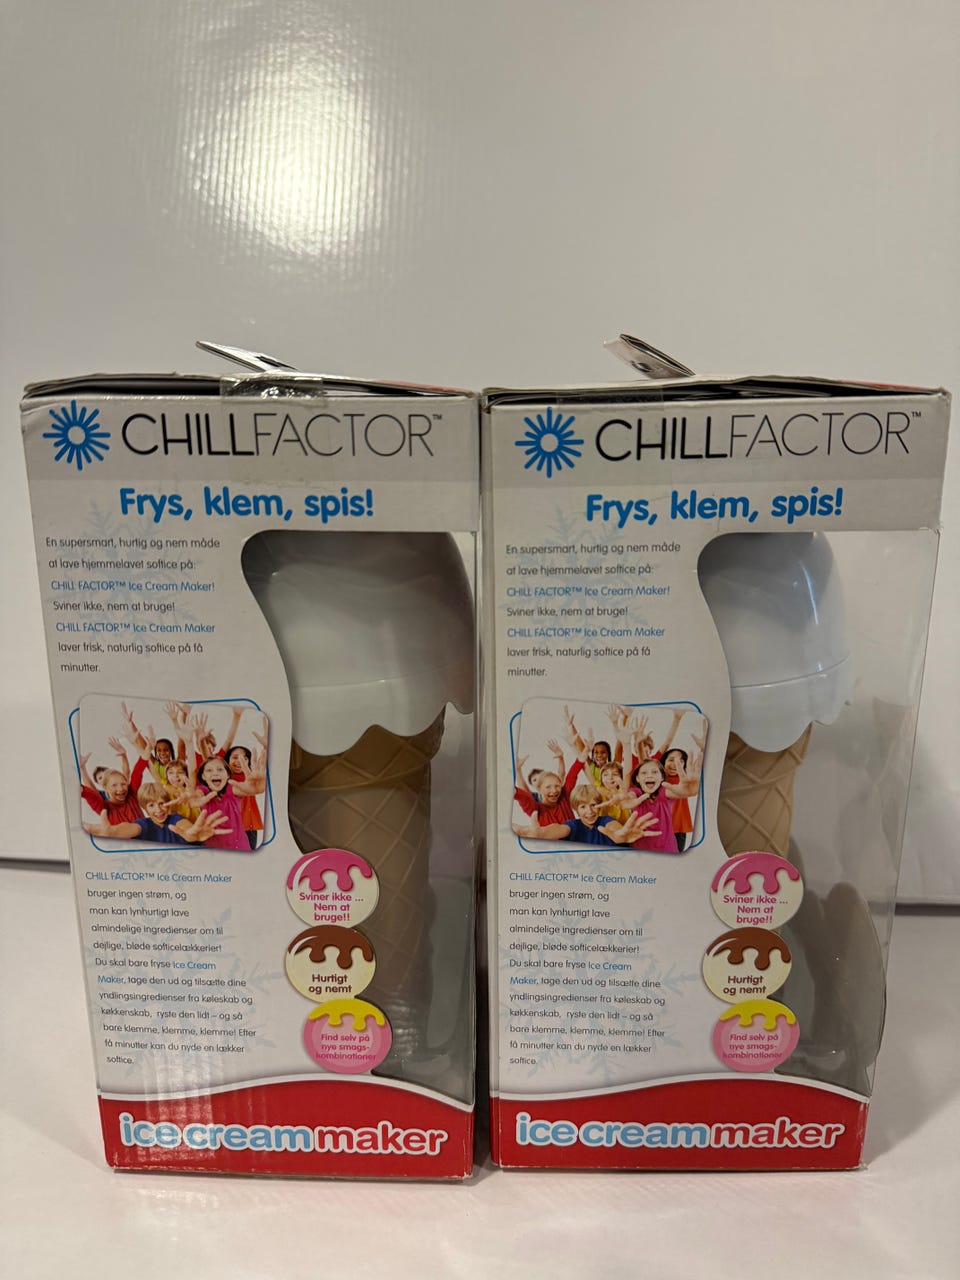 CHILLFACTOR™
Frys, klem, spis!
En supersmart, hurtig og nem måde
at lave hjemmelavet softice på:
CHILL FACTOR™ Ice Cream Maker!
Sviner ikke, nem at bruge!
CHILL FACTOR™ Ice Cream Maker
laver frisk, naturlig softice på få
minutter.
CHILL FACTOR™ Ice Cream Maker
bruger ingen strøm, og
man kan lynhurtigt lave
almindelige ingredienser om til
dejlige, bløde softicelækkerier!
Du skal bare fryse Ice Cream
Maker, tage den ud og tilsætte dine
yndlingsingredienser fra køleskab og
køkkenskab, ryste den lidt – og så
bare klemme, klemme, klemme! Efter
få minutter kan du nyde en lækker
softice.
Sviner ikke ...
Nem at
bruge!!
Hurtigt
og nemt
Find selv på
nye smags-
kombinationer
ice cream maker
CHILLFACTOR™
Frys, klem, spis!
En supersmart, hurtig og nem måde
at lave hjemmelavet softice på:
CHILL FACTOR™ Ice Cream Maker!
Sviner ikke, nem at bruge!
CHILL FACTOR™ Ice Cream Maker
laver frisk, naturlig softice på få
minutter.
CHILL FACTOR™ Ice Cream Maker
bruger ingen strøm, og
man kan lynhurtigt lave
almindelige ingredienser om til
dejlige, bløde softicelækkerier!
Du skal bare fryse Ice Cream
Maker, tage den ud og tilsætte dine
yndlingsingredienser fra køleskab og
køkkenskab, ryste den lidt – og så
bare klemme, klemme, klemme! Efter
få minutter kan du nyde en lækker
softice.
Sviner ikke ...
Nem at
bruge!!
Hurtigt
og nemt
Find selv på
nye smags-
kombinationer
ice cream maker